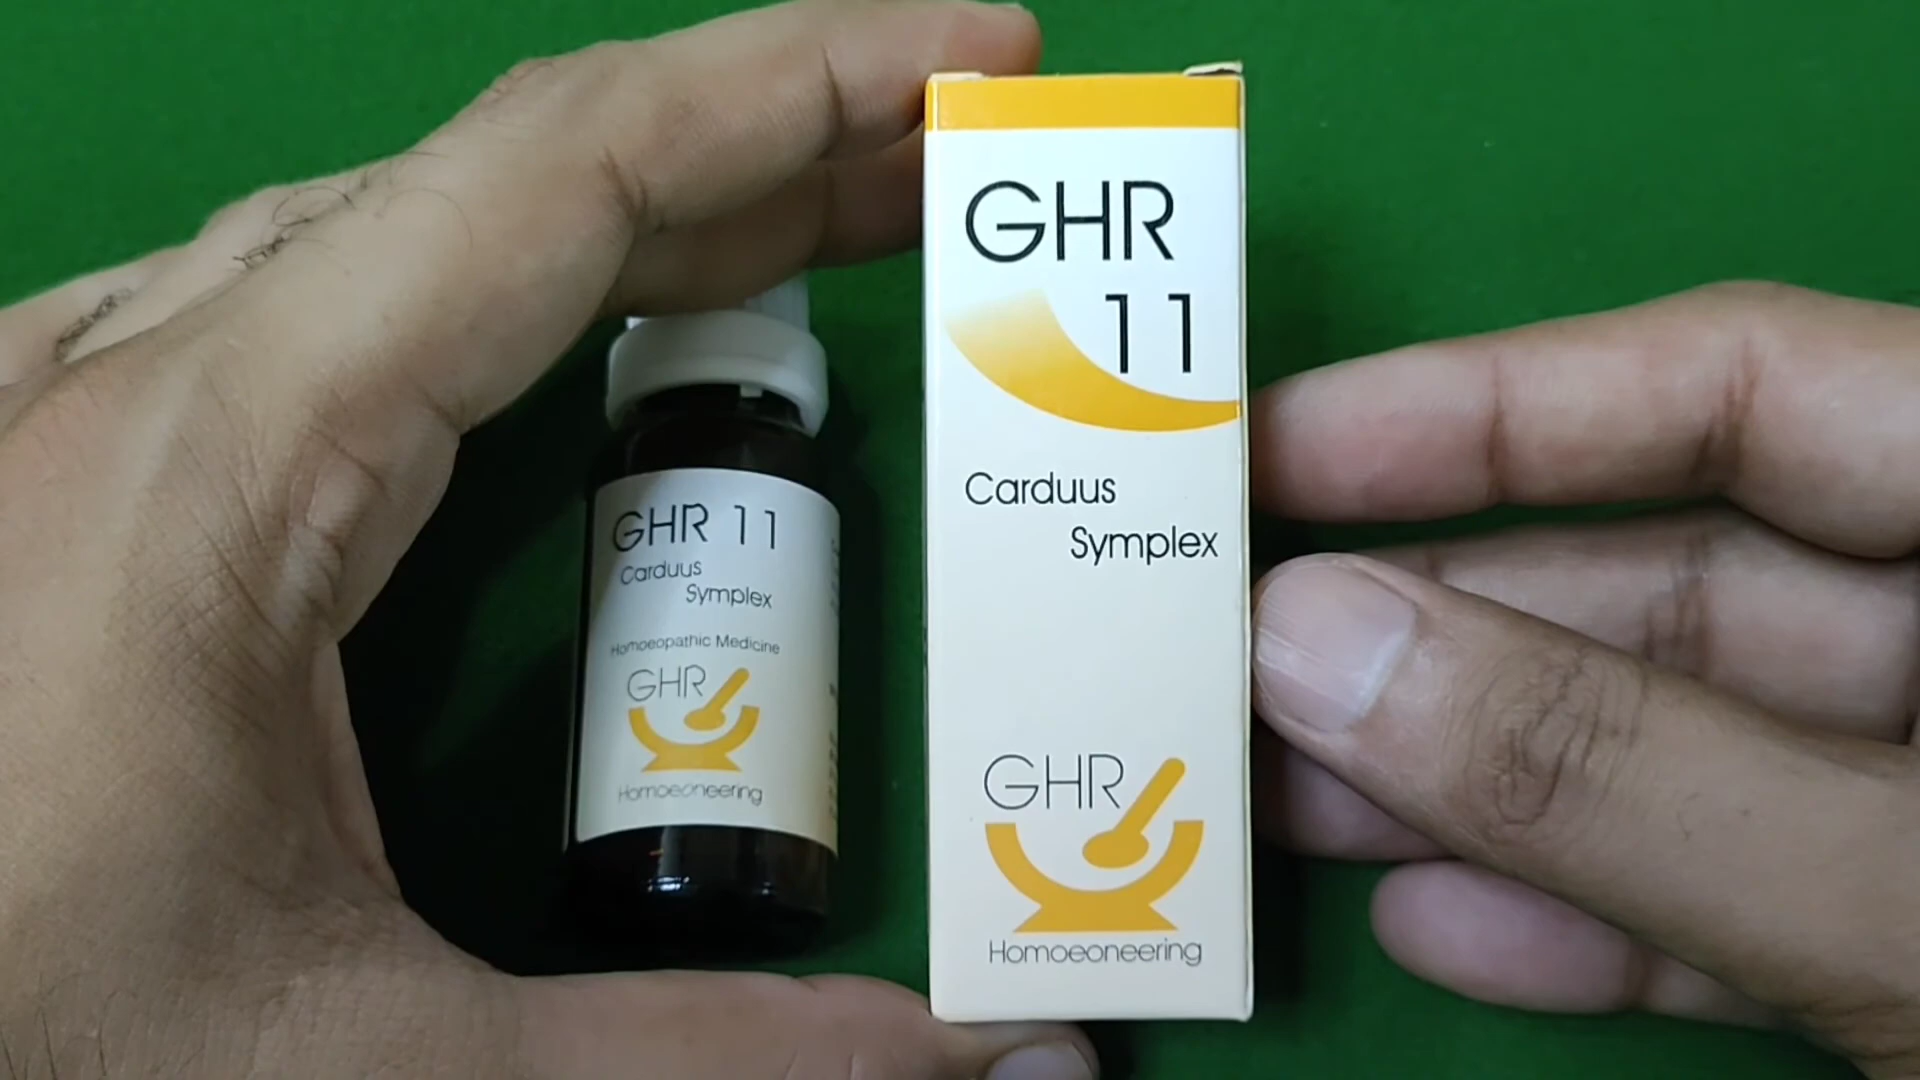 GHR 11
Carduus
Symplex
Homoeopathic Medicine
GHR
Homoeoneering
GHR
11
Carduus
Symplex
GHR
Homoeoneering